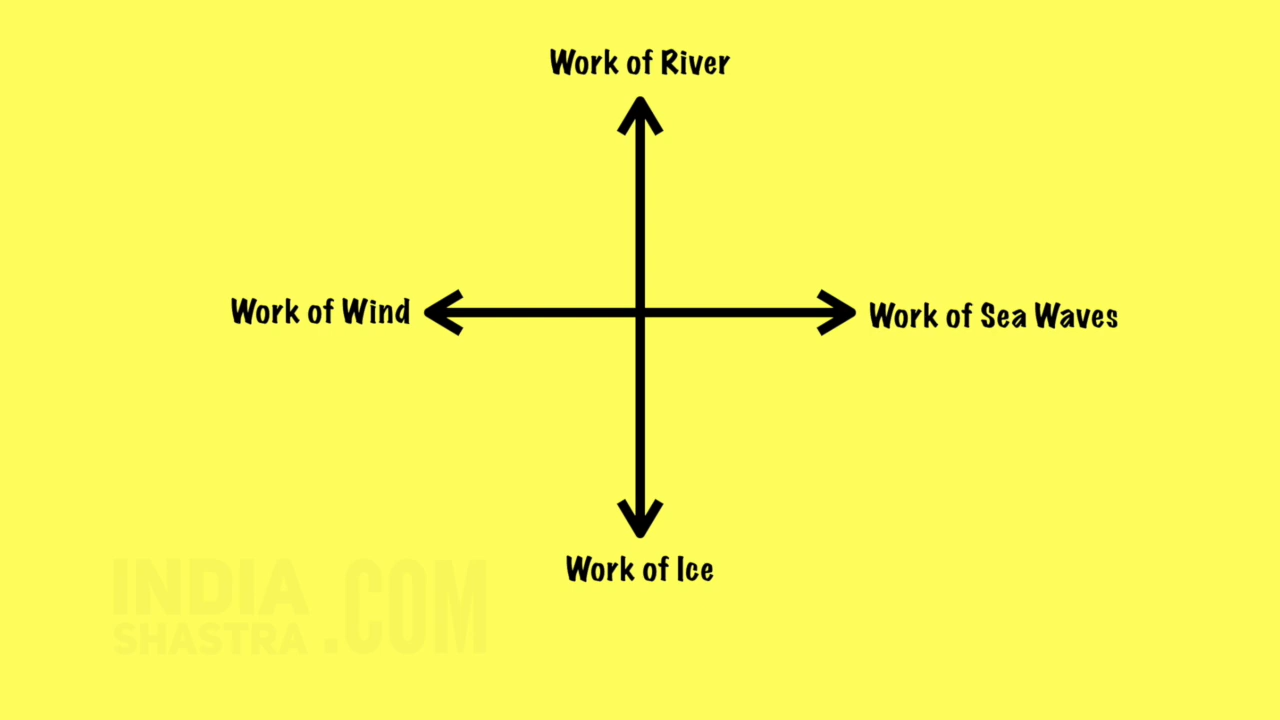 Work of River
Work of Wind
Work of Sea Waves
Work of Ice
INDIA
SHASTRA
.COM